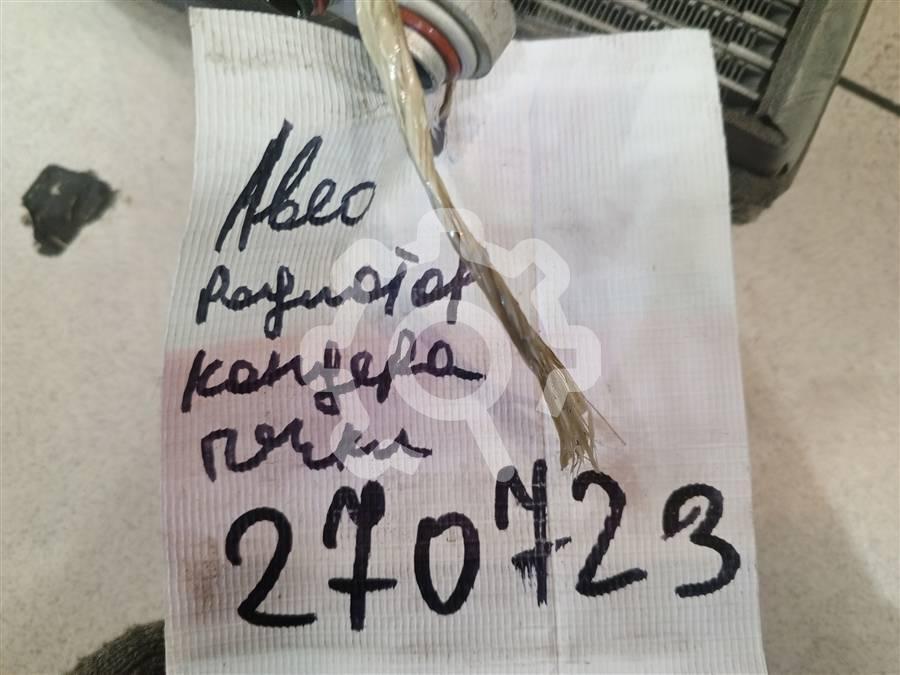 Авео
Радиатор
кондера
печки
270723